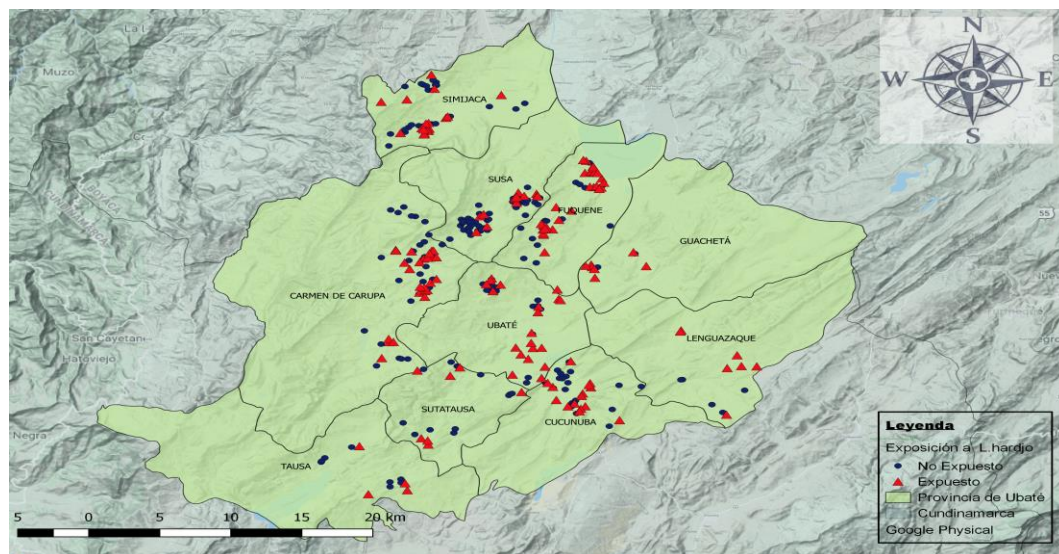 N
W
E
S
Muzo
SIMIJACA
SUSA
FUQUENE
55
GUACHETÁ
CARMEN DE CARUPA
UBATÉ
San Cayetano
Hatoviejo
LENGUAZAQUE
SUTATAUSA
CUCUNUBA
Negra
TAUSA
Leyenda
Exposición a L.hardjo
No Expuesto
Expuesto
Provincia de Ubaté
Cundinamarca
Google Physical
5 0 5 10 15 20 km